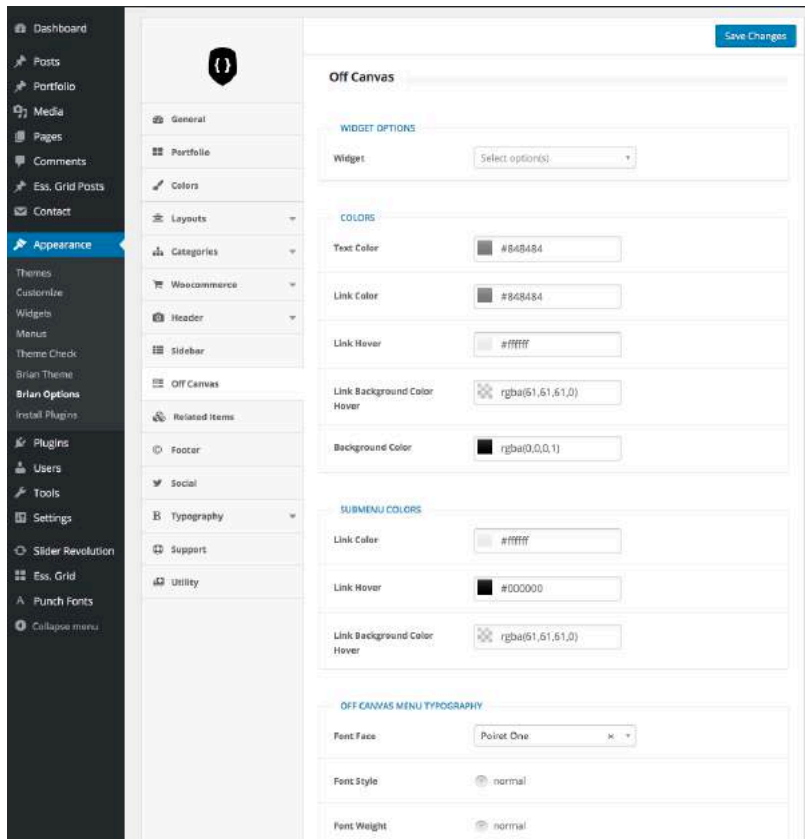 Dashboard
Posts
Portfolio
Media
Pages
Comments
Ess. Grid Posts
Contact
Appearance
Themes
Customize
Widgets
Menus
Theme Check
Brian Theme
Brian Options
Install Plugins
Plugins
Users
Tools
Settings
Slider Revolution
Ess. Grid
Punch Fonts
Collapse menu
{}
General
Portfolio
Colors
Layouts
Categories
Woocommerce
Header
Sidebar
Off Canvas
Related Items
Footer
Social
Typography
Support
Utility
Save Changes
Off Canvas
WIDGET OPTIONS
Widget Select option(s)
COLORS
Text Color #848484
Link Color #848484
Link Hover #ffffff
Link Background Color rgba(61,61,61,0)
Hover
Background Color rgba(0,0,0,1)
SUBMENU COLORS
Link Color #ffffff
Link Hover #000000
Link Background Color rgba(61,61,61,0)
Hover
OFF CANVAS MENU TYPOGRAPHY
Font Face Poiret One ×
Font Style normal
Font Weight normal